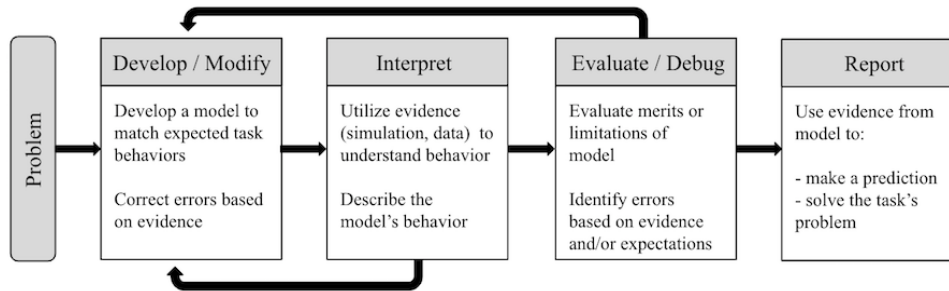 Problem
Develop / Modify
Develop a model to
match expected task
behaviors
Correct errors based
on evidence
Interpret
Utilize evidence
(simulation, data) to
understand behavior
Describe the
model's behavior
Evaluate / Debug
Evaluate merits or
limitations of
model
Identify errors
based on evidence
and/or expectations
Report
Use evidence from
model to:
- make a prediction
- solve the task's
problem